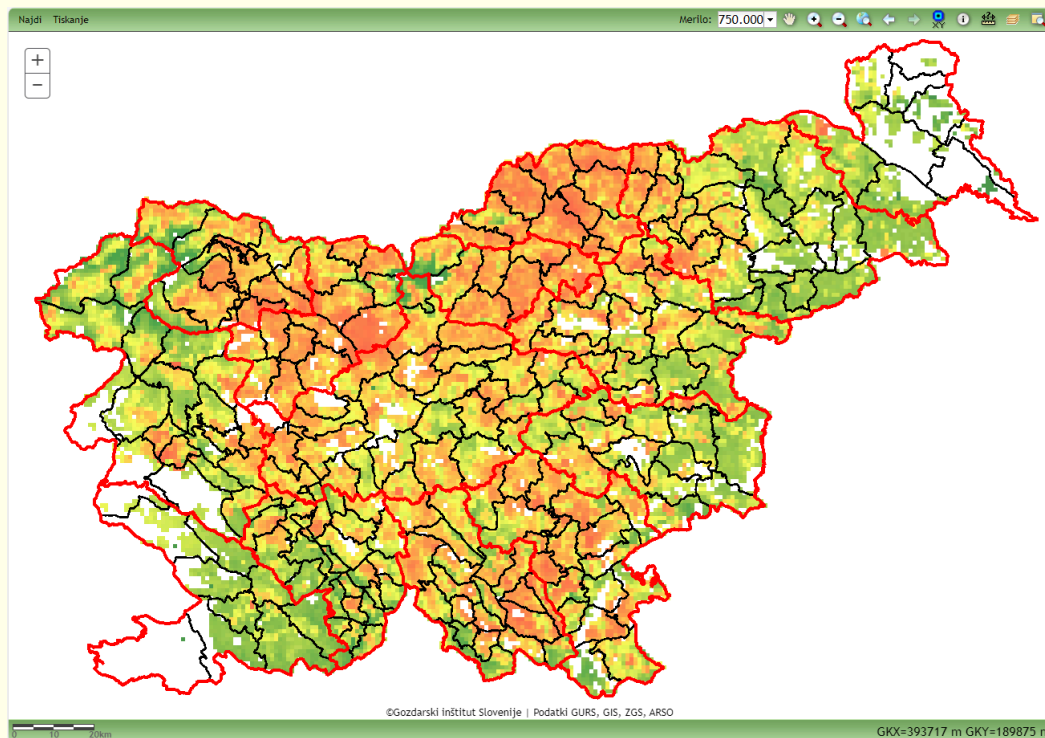 Najdi Tiskanje Merilo: 750.000
XY
+
−
©Gozdarski inštitut Slovenije | Podatki GURS, GIS, ZGS, ARSO
0 10 20km
GKX=393717 m GKY=189875 m